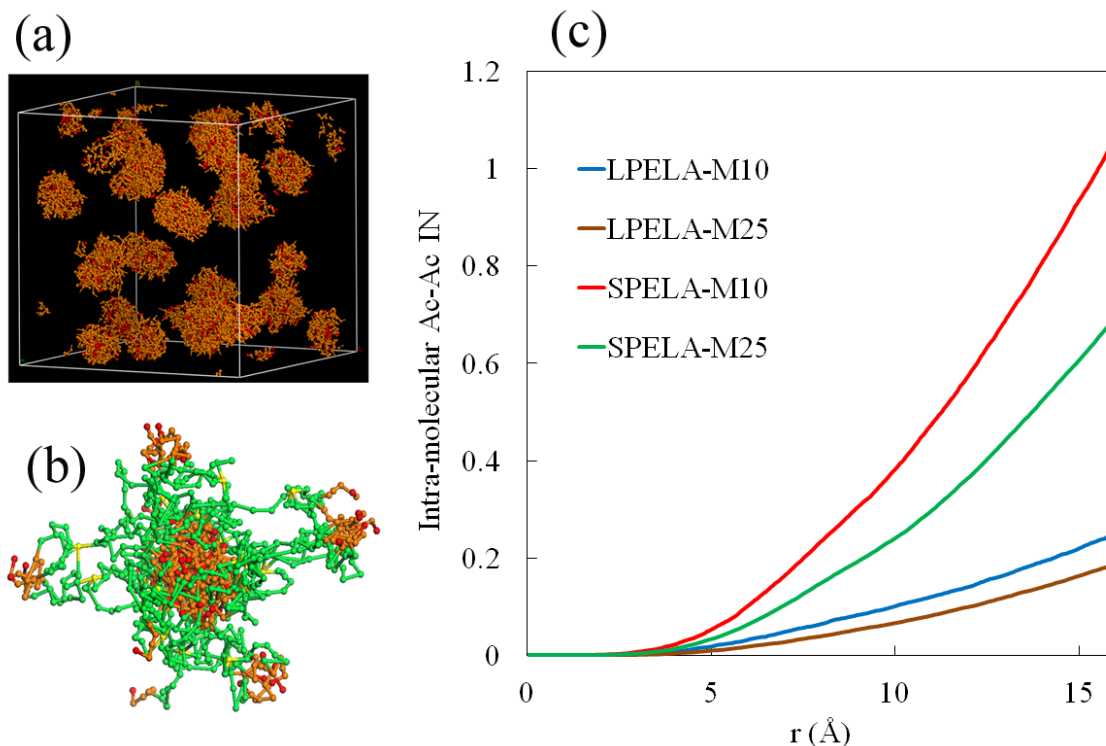 (a)
(b)
(c)
Intra-molecular Ac-Ac IN
1.2
1
0.8
0.6
0.4
0.2
0
LPELA-M10
LPELA-M25
SPELA-M10
SPELA-M25
0
5
10
15
r (Å)